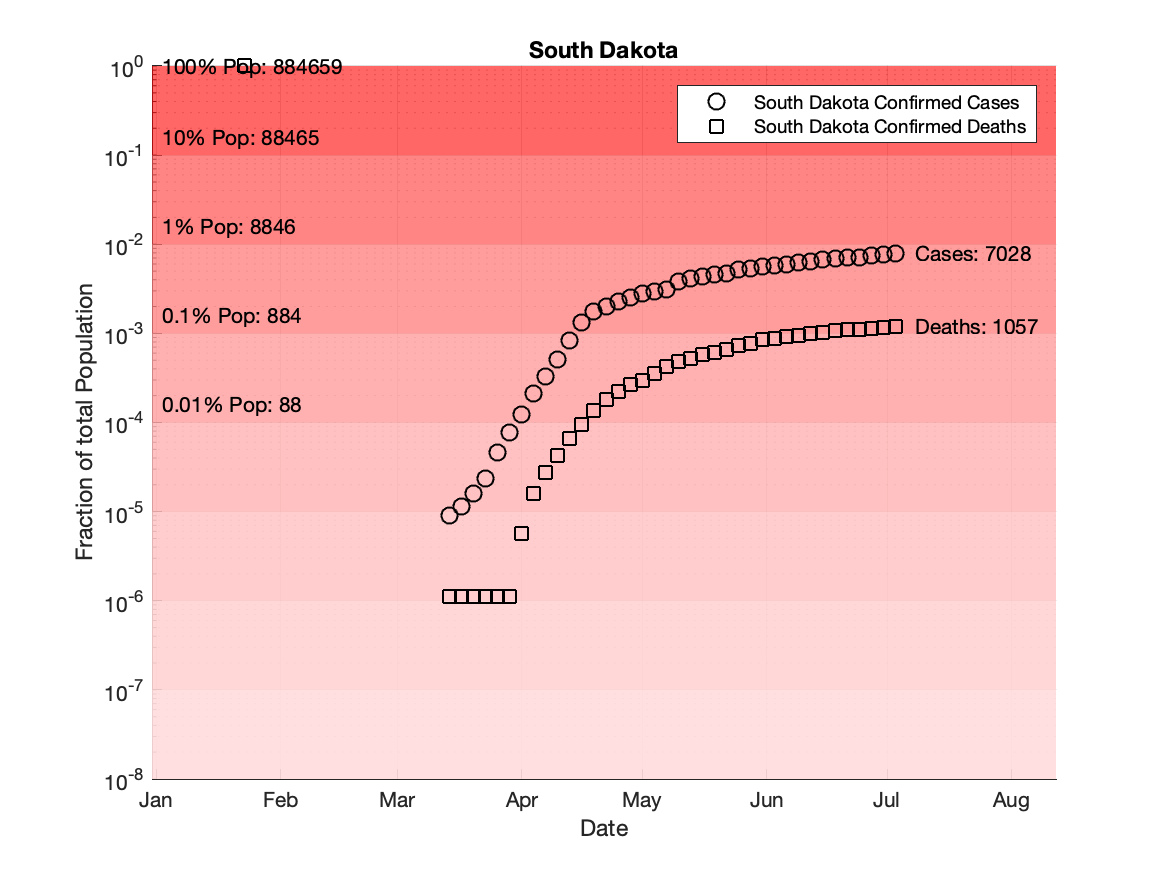 South Dakota
10^0
100% Pop: 884659
South Dakota Confirmed Cases
South Dakota Confirmed Deaths
10% Pop: 88465
10^-1
1% Pop: 8846
10^-2
Cases: 7028
0.1% Pop: 884
10^-3
Deaths: 1057
0.01% Pop: 88
10^-4
10^-5
10^-6
10^-7
10^-8
Fraction of total Population
Jan Feb Mar Apr May Jun Jul Aug
Date